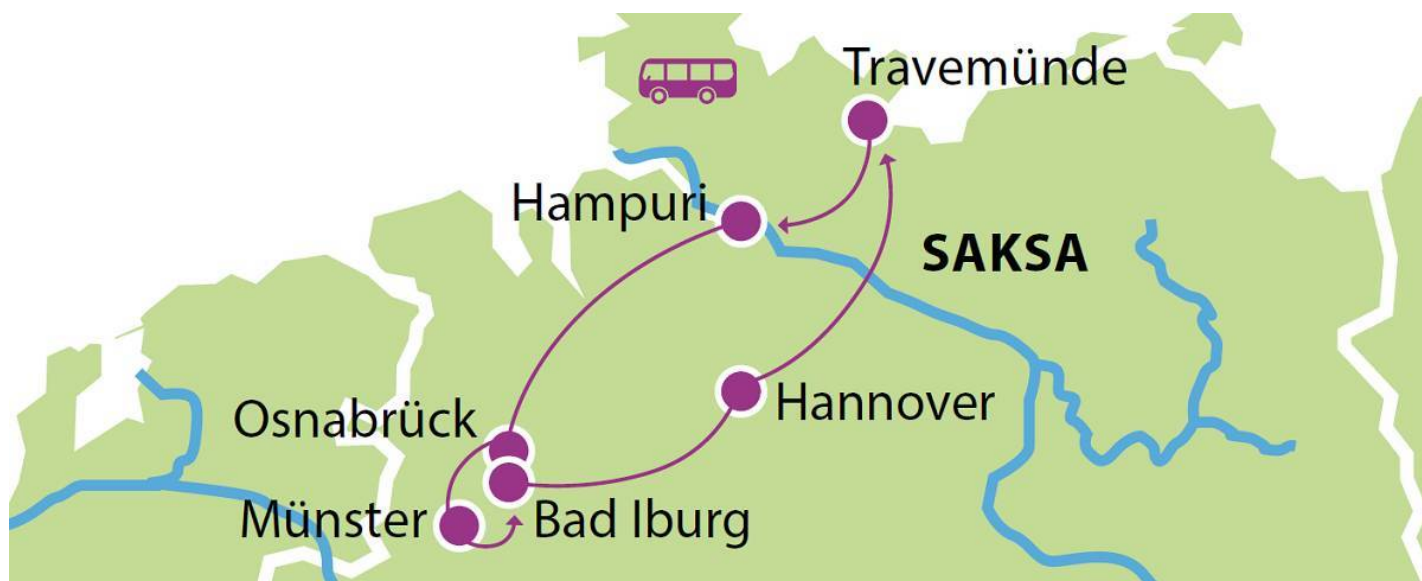 Travemünde
Hampuri
SAKSA
Hannover
Osnabrück
Münster
Bad Iburg